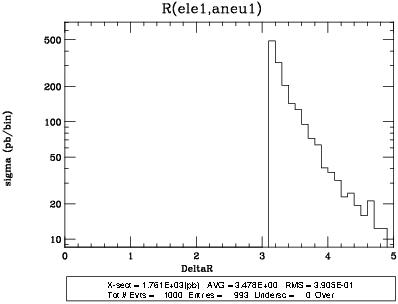 R(ele1,aneu1)
sigma (pb/bin)
500
200
100
50
20
10
0 1 2 3 4 5
DeltaR
X-sect = 1.761E+03(pb) AVG = 3.478E+00 RMS = 3.905E-01
Tot # Evts = 1000 Entries = 993 Undersc = 0 Over